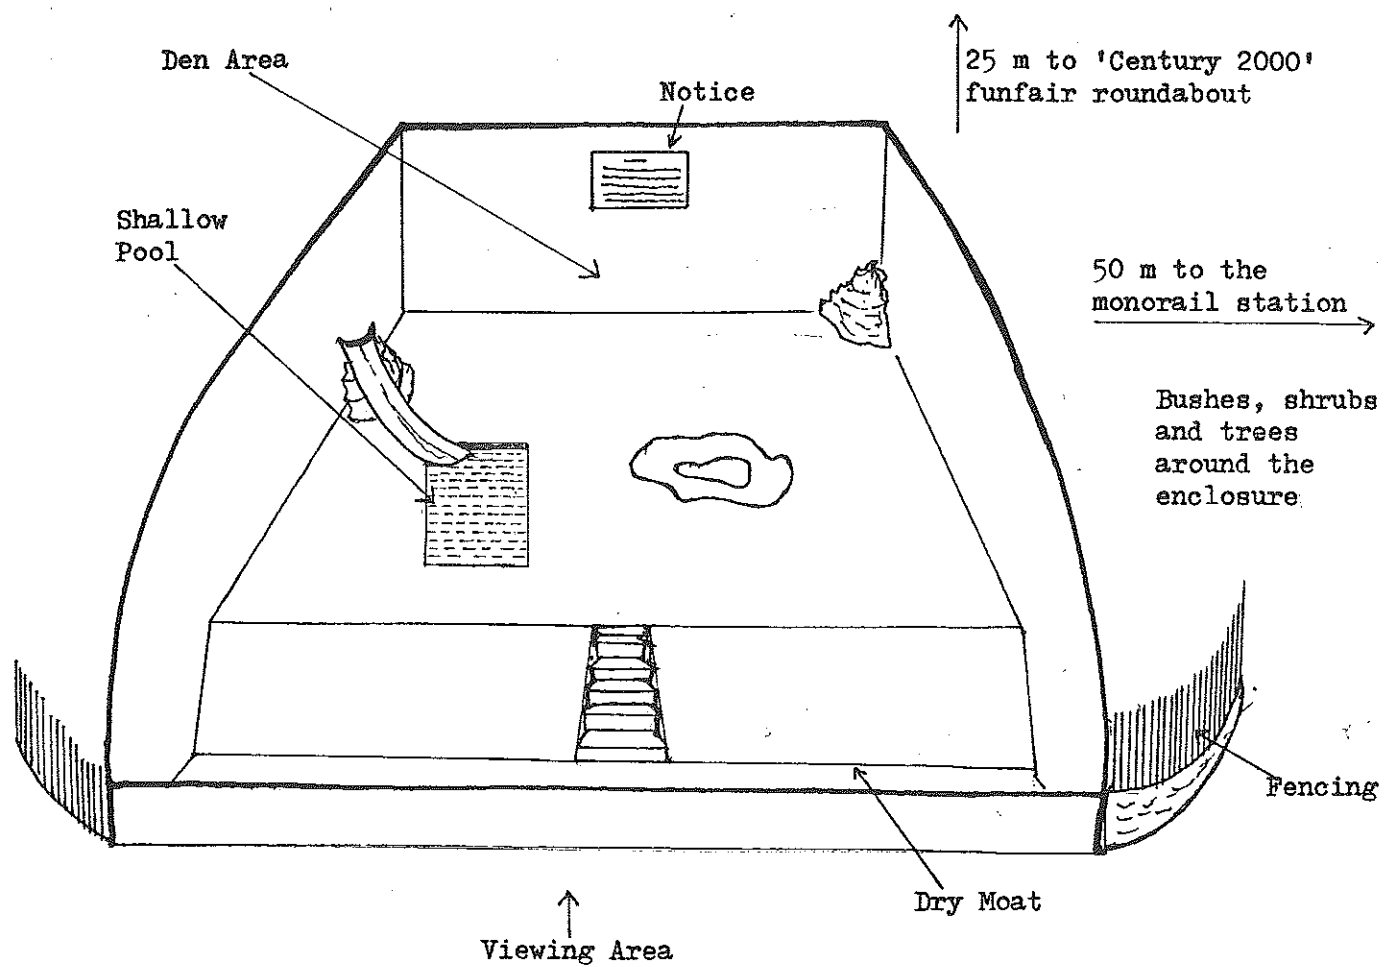 Den Area
Notice
25 m to 'Century 2000'
funfair roundabout
Shallow
Pool
50 m to the
monorail station
Bushes, shrubs
and trees
around the
enclosure
Fencing
Dry Moat
Viewing Area